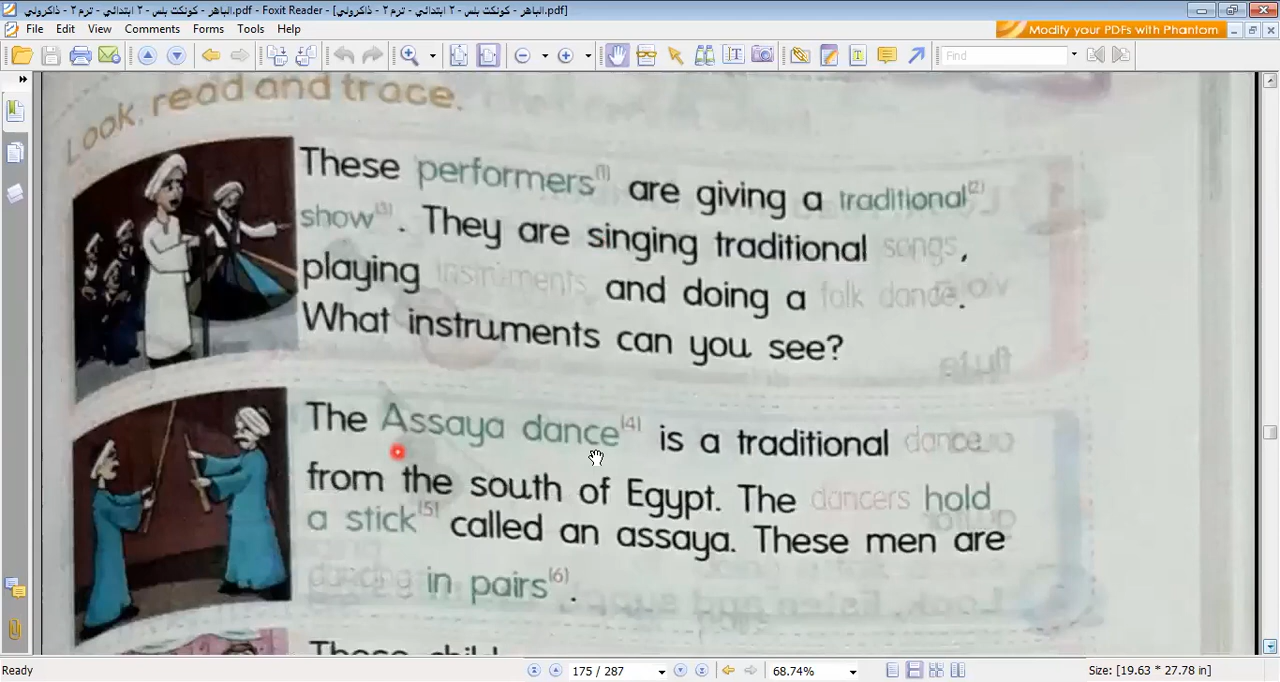 الباهر - كونكت بلس - ٢ ابتدائي - ترم ٢ - ذاكرولي.pdf - Foxit Reader - [الباهر - كونكت بلس - ٢ ابتدائي - ترم ٢ - ذاكرولي.pdf]
File Edit View Comments Forms Tools Help
Modify your PDFs with Phantom
Find
Look, read and trace.
These performers(1) are giving a traditional(2)
show(3). They are singing traditional songs,
playing instruments and doing a folk dance.
What instruments can you see?
The Assaya dance(4) is a traditional dance
from the south of Egypt. The dancers hold
a stick(5) called an assaya. These men are
dancing in pairs(6).
Ready
175 / 287
68.74%
Size: [19.63 * 27.78 in]